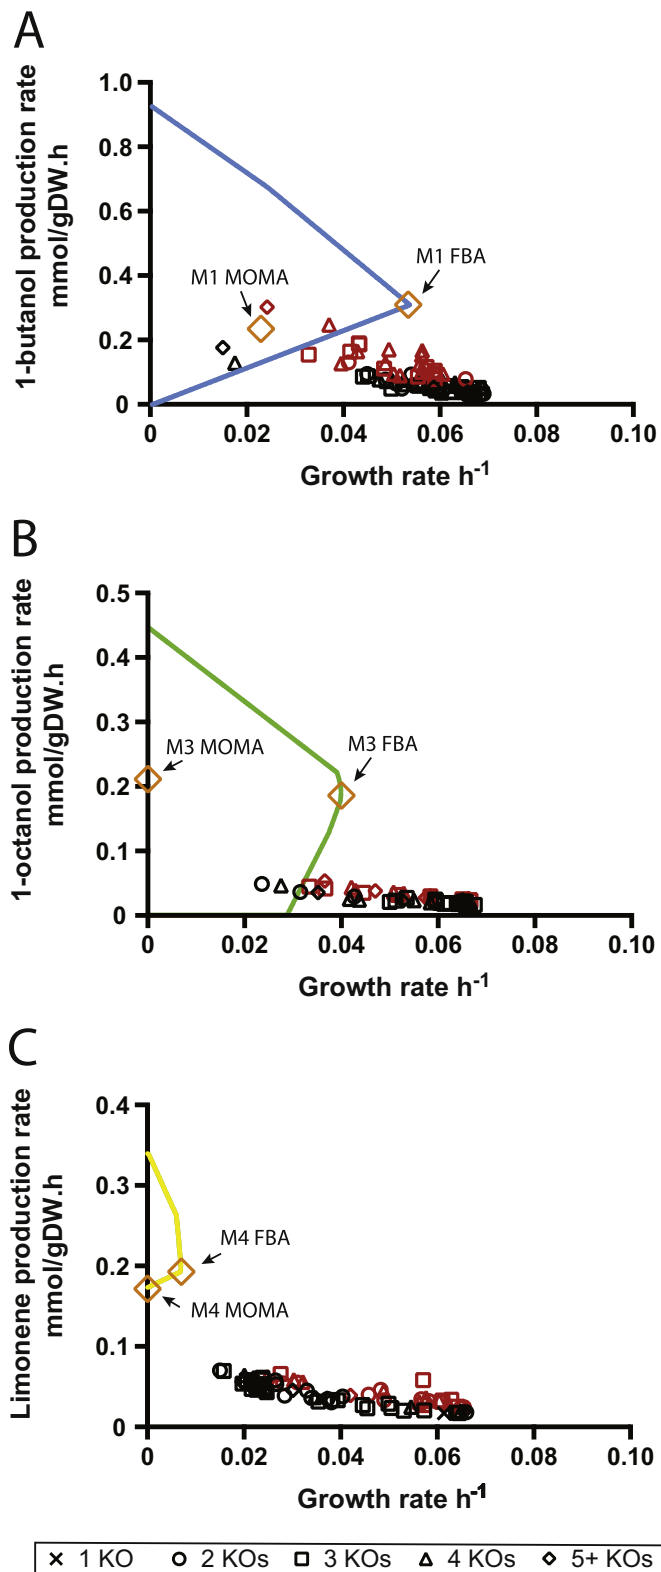 A
1-butanol production rate
mmol/gDW.h
1.0
0.8
0.6
0.4
0.2
0
M1 MOMA
M1 FBA
0 0.02 0.04 0.06 0.08 0.10
Growth rate h-1
B
1-octanol production rate
mmol/gDW.h
0.5
0.4
0.3
0.2
0.1
0
M3 MOMA
M3 FBA
0 0.02 0.04 0.06 0.08 0.10
Growth rate h-1
C
Limonene production rate
mmol/gDW.h
0.4
0.3
0.2
0.1
0
M4 FBA
M4 MOMA
0 0.02 0.04 0.06 0.08 0.10
Growth rate h-1
1 KO 2 KOs 3 KOs 4 KOs 5+ KOs